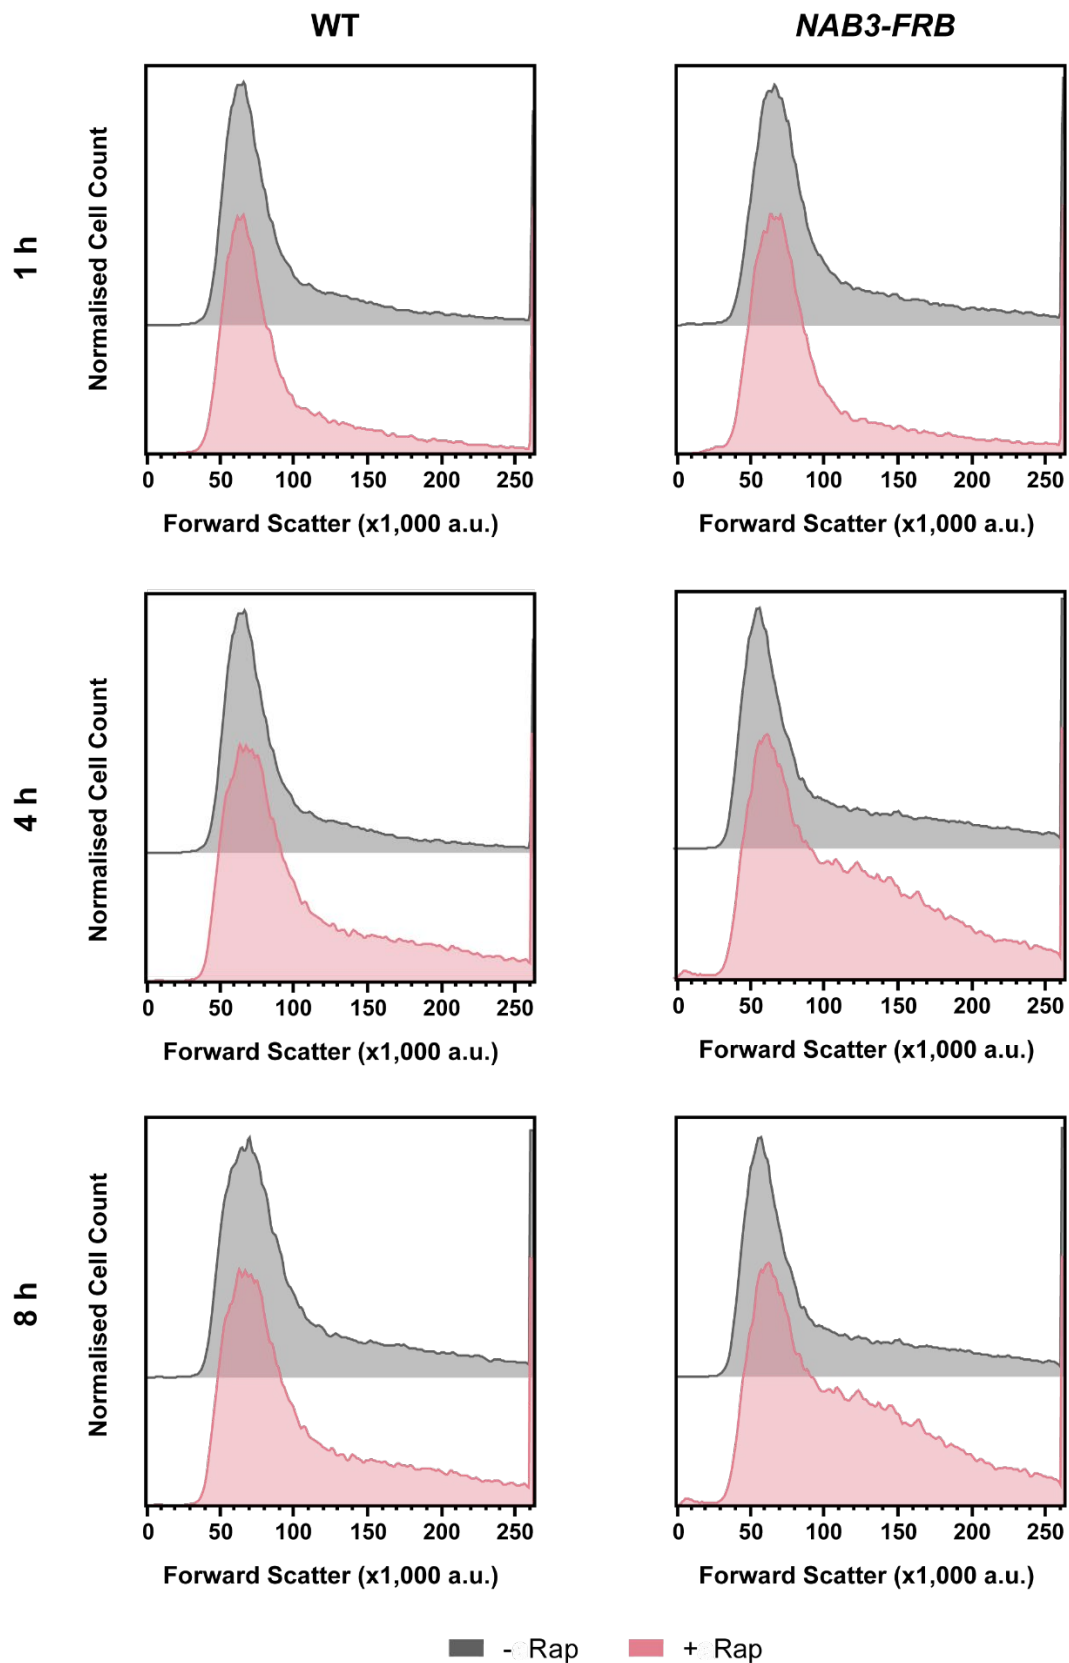 WT
NAB3-FRB
1 h
Normalised Cell Count
0 50 100 150 200 250
0 50 100 150 200 250
Forward Scatter (x1,000 a.u.)
Forward Scatter (x1,000 a.u.)
4 h
Normalised Cell Count
0 50 100 150 200 250
0 50 100 150 200 250
Forward Scatter (x1,000 a.u.)
Forward Scatter (x1,000 a.u.)
8 h
Normalised Cell Count
0 50 100 150 200 250
0 50 100 150 200 250
Forward Scatter (x1,000 a.u.)
Forward Scatter (x1,000 a.u.)
- Rap
+ Rap